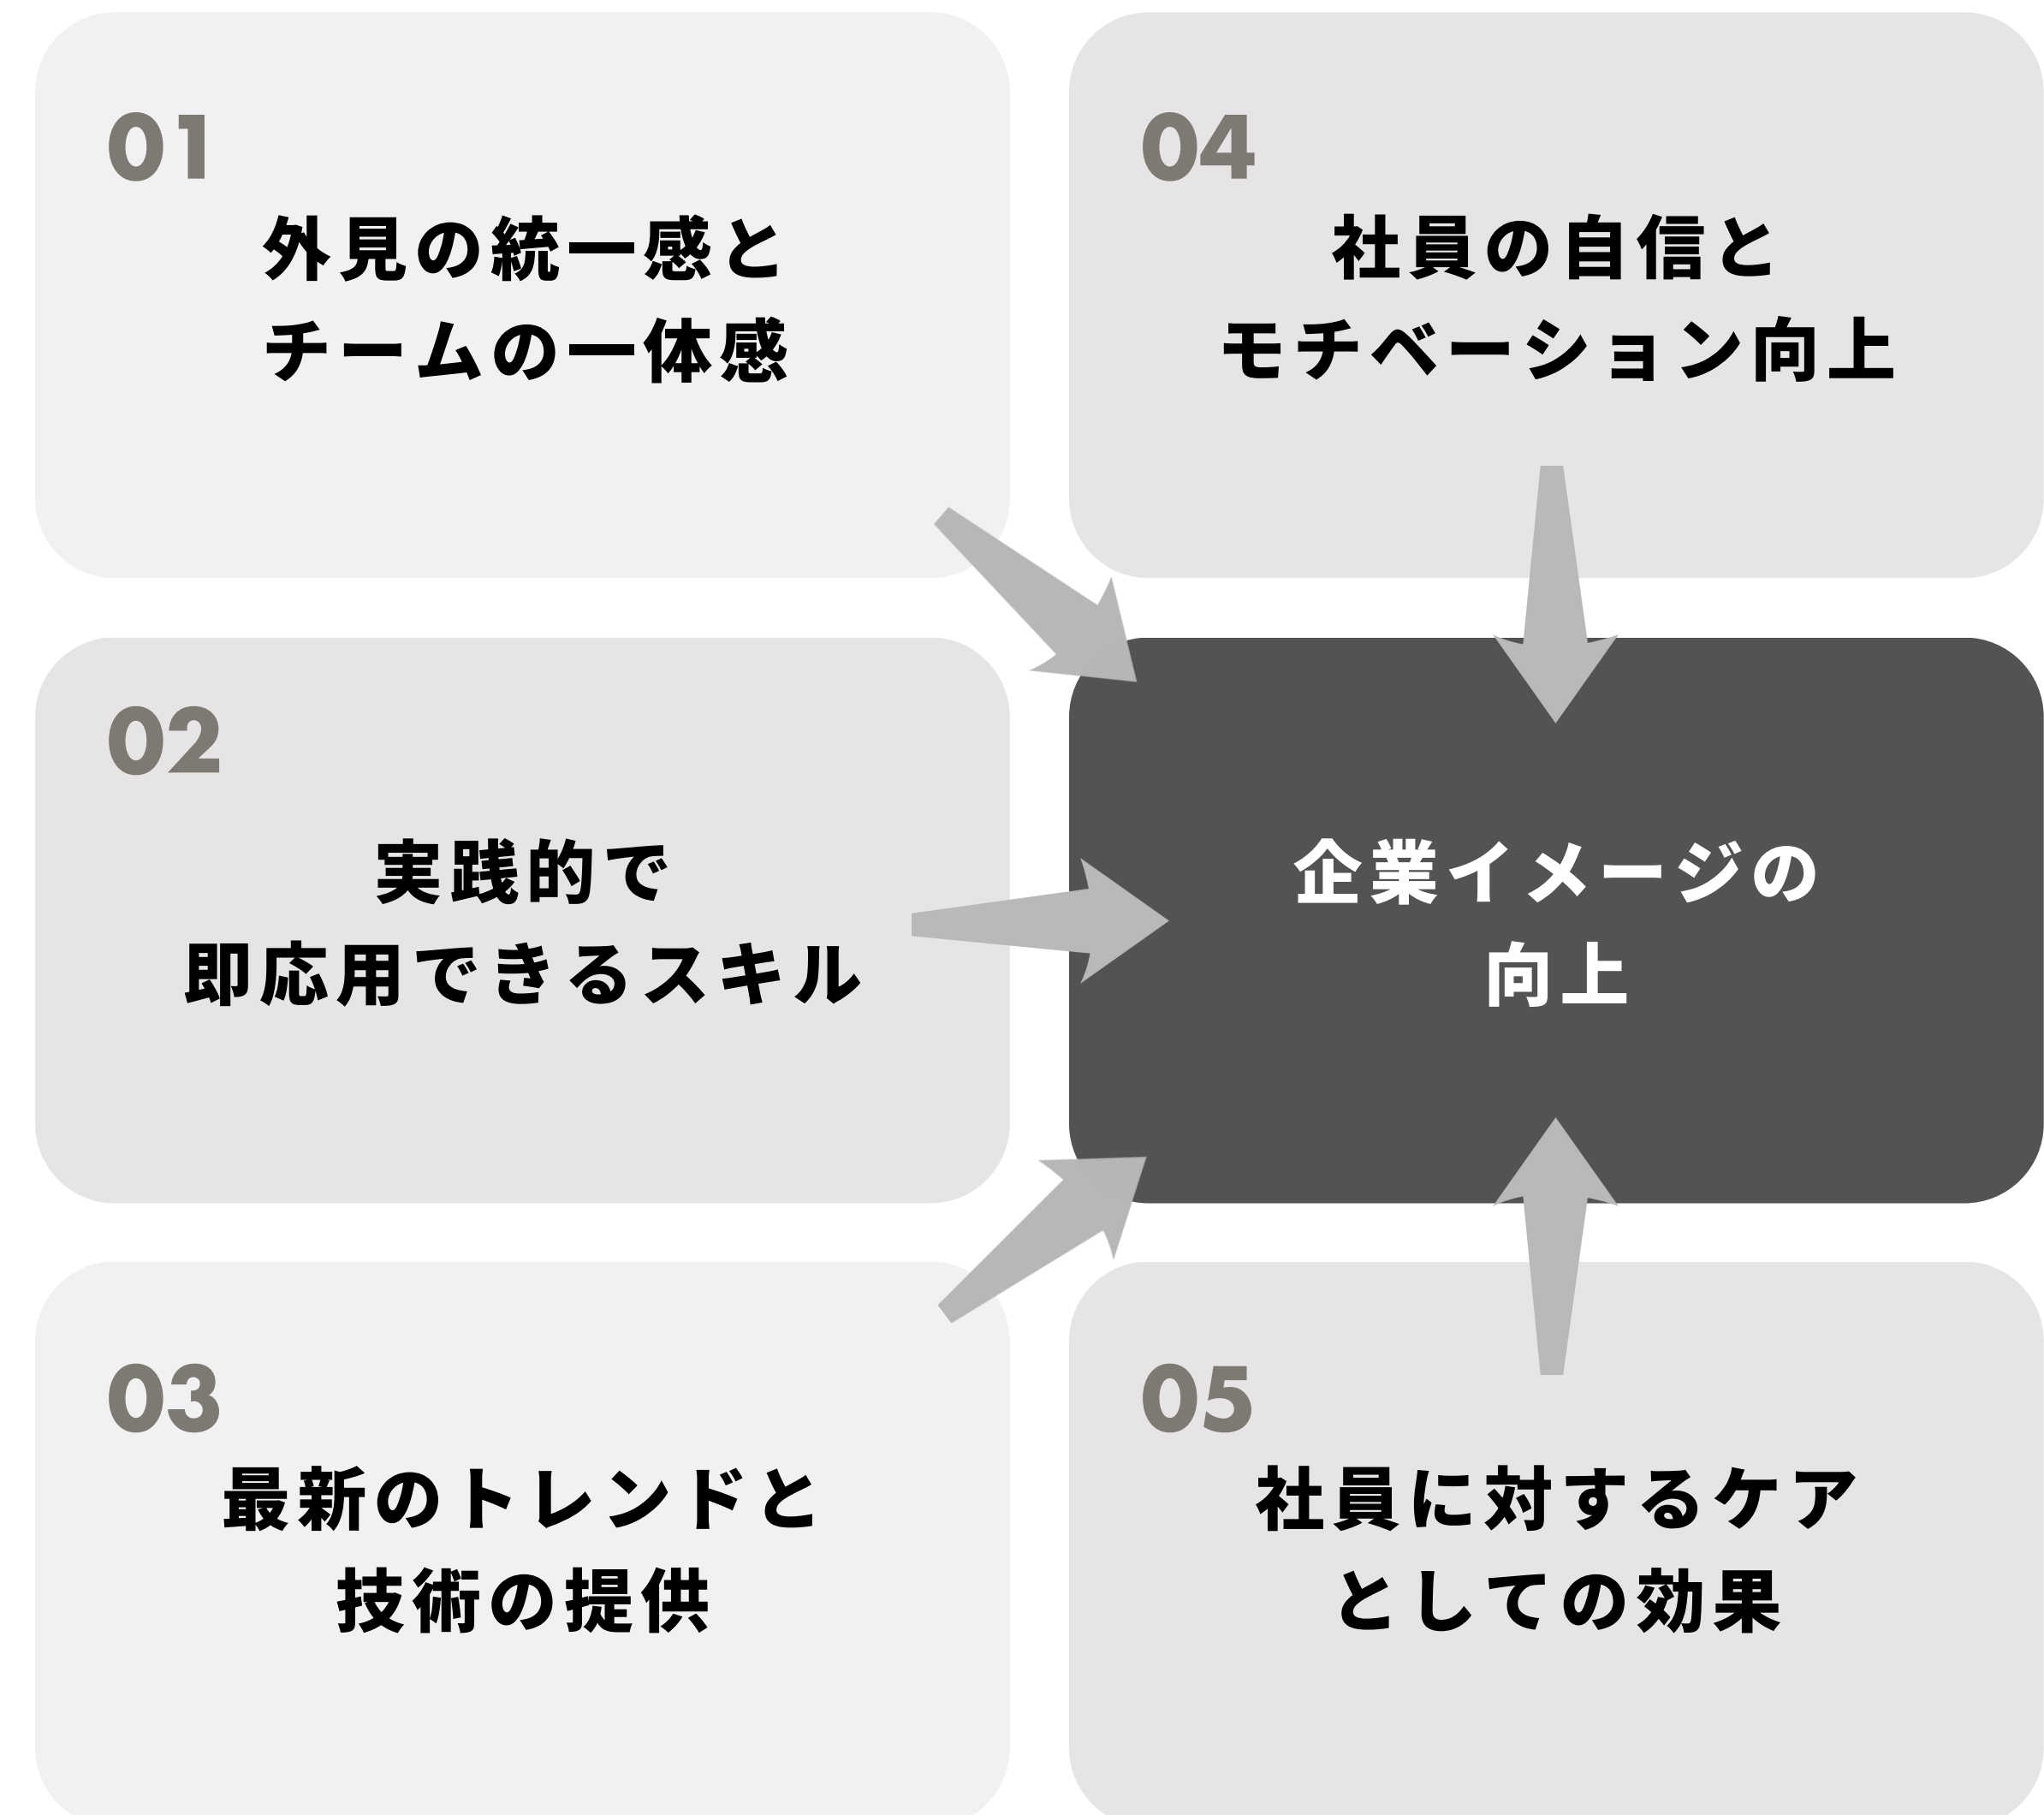 01
外見の統一感と
チームの一体感
02
実践的で
即応用できるスキル
03
最新のトレンドと
技術の提供
04
社員の自信と
モチベーション向上
企業イメージの
向上
05
社員に対するケア
としての効果